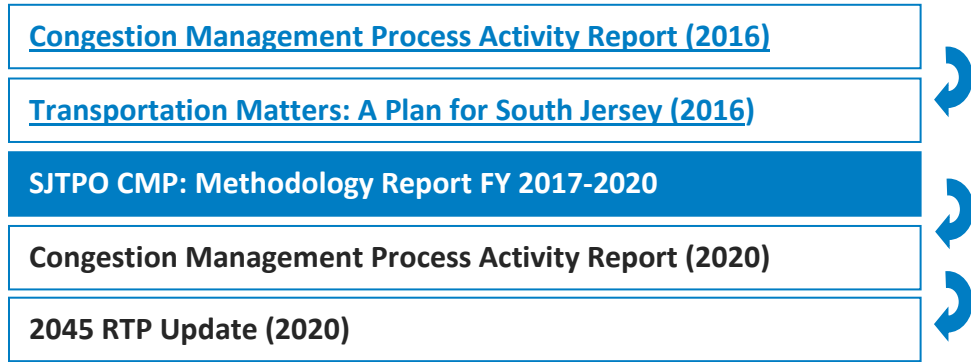 Congestion Management Process Activity Report (2016)
Transportation Matters: A Plan for South Jersey (2016)
SJTPO CMP: Methodology Report FY 2017-2020
Congestion Management Process Activity Report (2020)
2045 RTP Update (2020)